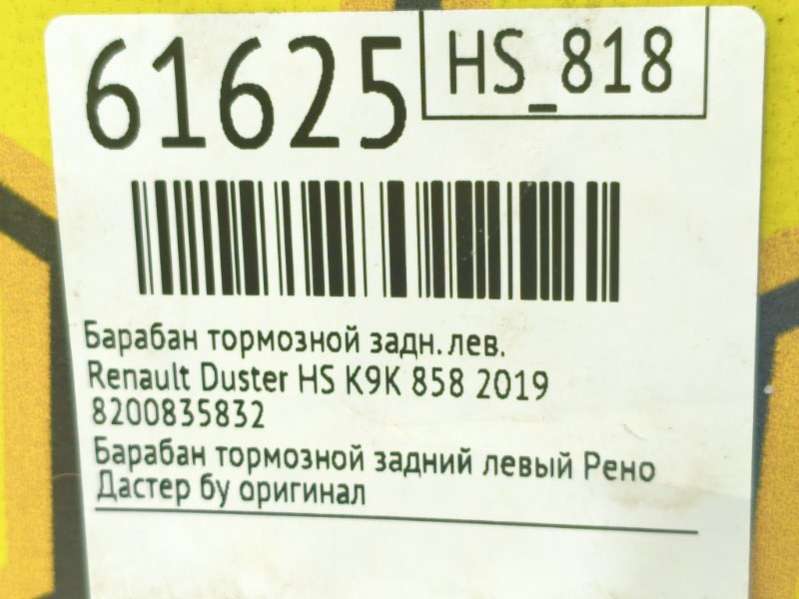 61625
HS_818
Барабан тормозной задн.лев.
Renault Duster HS K9K 858 2019
8200835832
Барабан тормозной задний левый Рено
Дастер бу оригинал